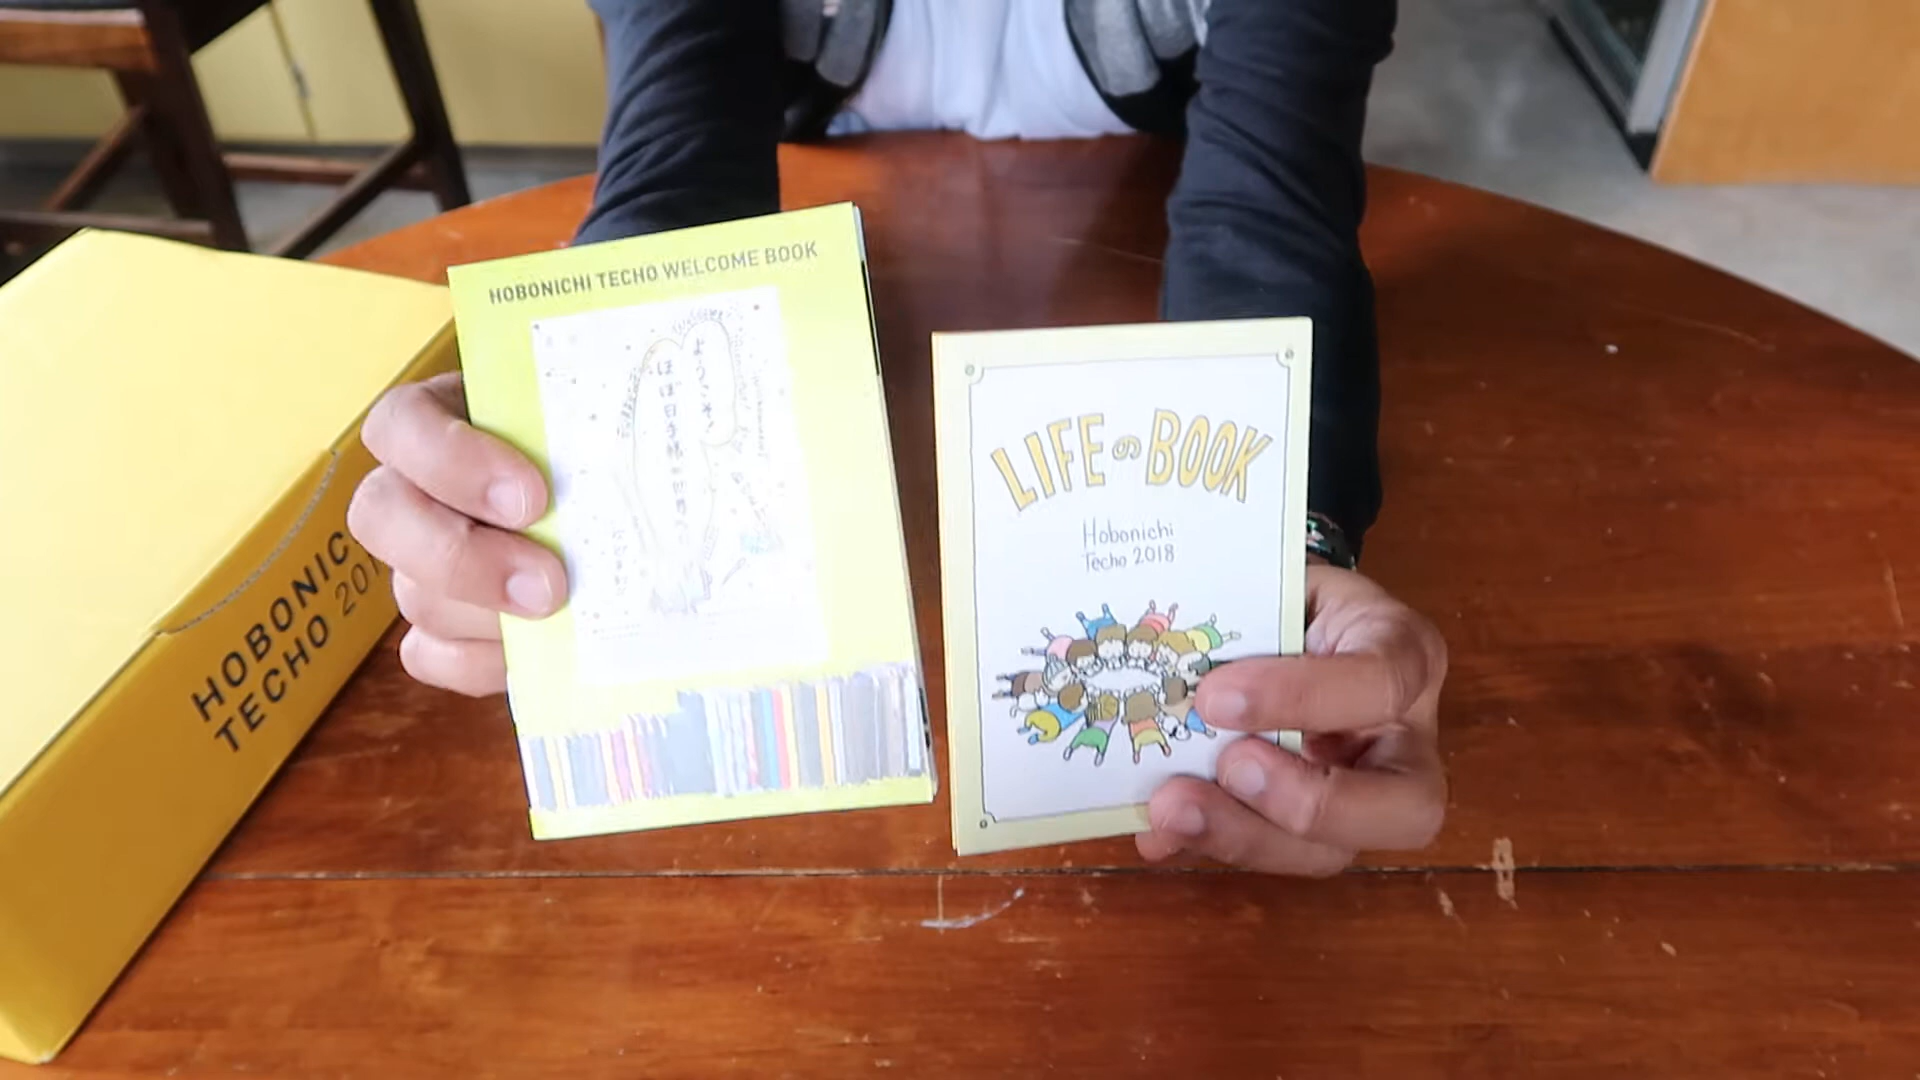 HOBONICHI TECHO WELCOME BOOK
ようこそ、
ほぼ日手帳の世界へ
LIFEのBOOK
Hobonichi
Techo 2018
HOBONIC
TECHO 201